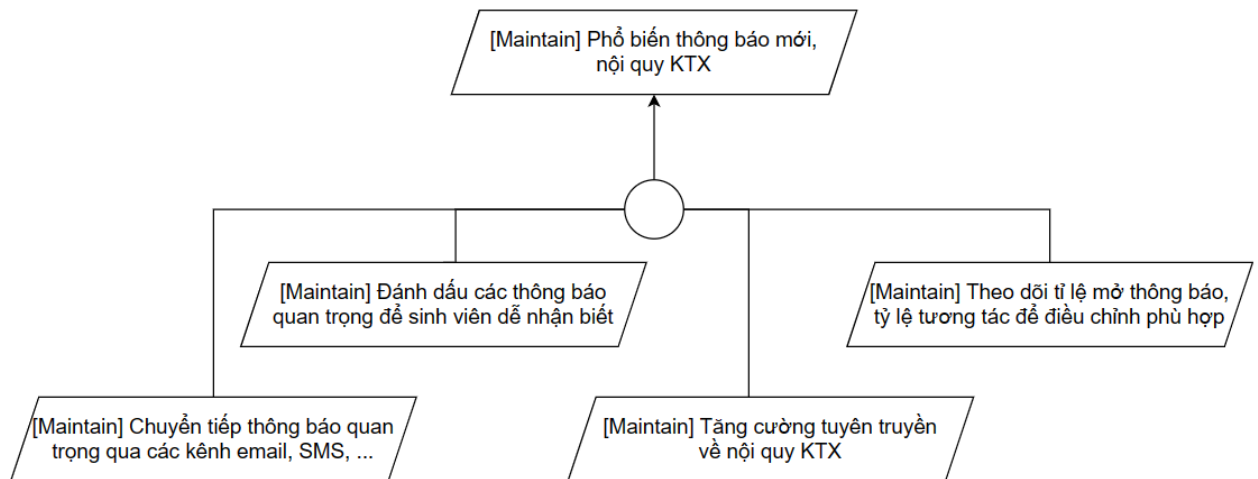 [Maintain] Phổ biến thông báo mới,
nội quy KTX
[Maintain] Đánh dấu các thông báo
quan trọng để sinh viên dễ nhận biết
[Maintain] Theo dõi tỉ lệ mở thông báo,
tỷ lệ tương tác để điều chỉnh phù hợp
[Maintain] Chuyển tiếp thông báo quan
trọng qua các kênh email, SMS, ...
[Maintain] Tăng cường tuyên truyền
về nội quy KTX